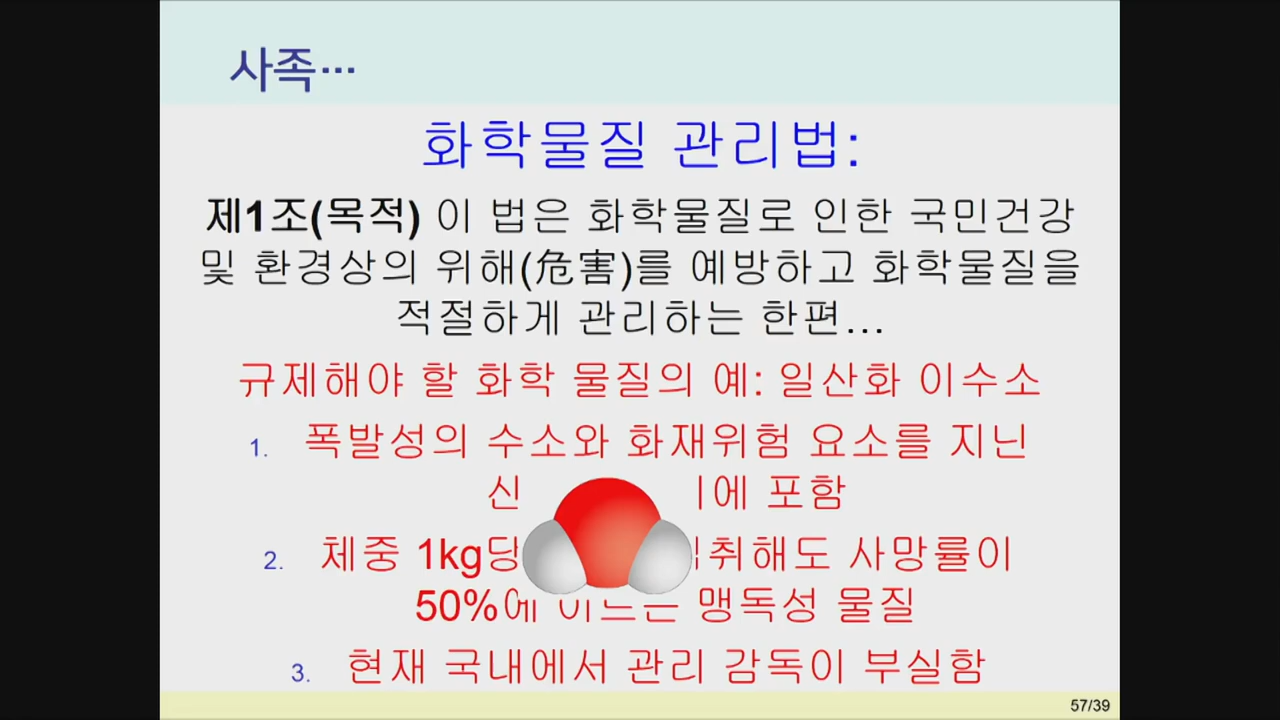 사족…
화학물질 관리법:
제1조(목적) 이 법은 화학물질로 인한 국민건강
및 환경상의 위해(危害)를 예방하고 화학물질을
적절하게 관리하는 한편...
규제해야 할 화학 물질의 예: 일산화 이수소
1. 폭발성의 수소와 화재위험 요소를 지닌
신 에 포함
2. 체중 1kg당 취해도 사망률이
50%에 이르는 맹독성 물질
3. 현재 국내에서 관리 감독이 부실함
57/39